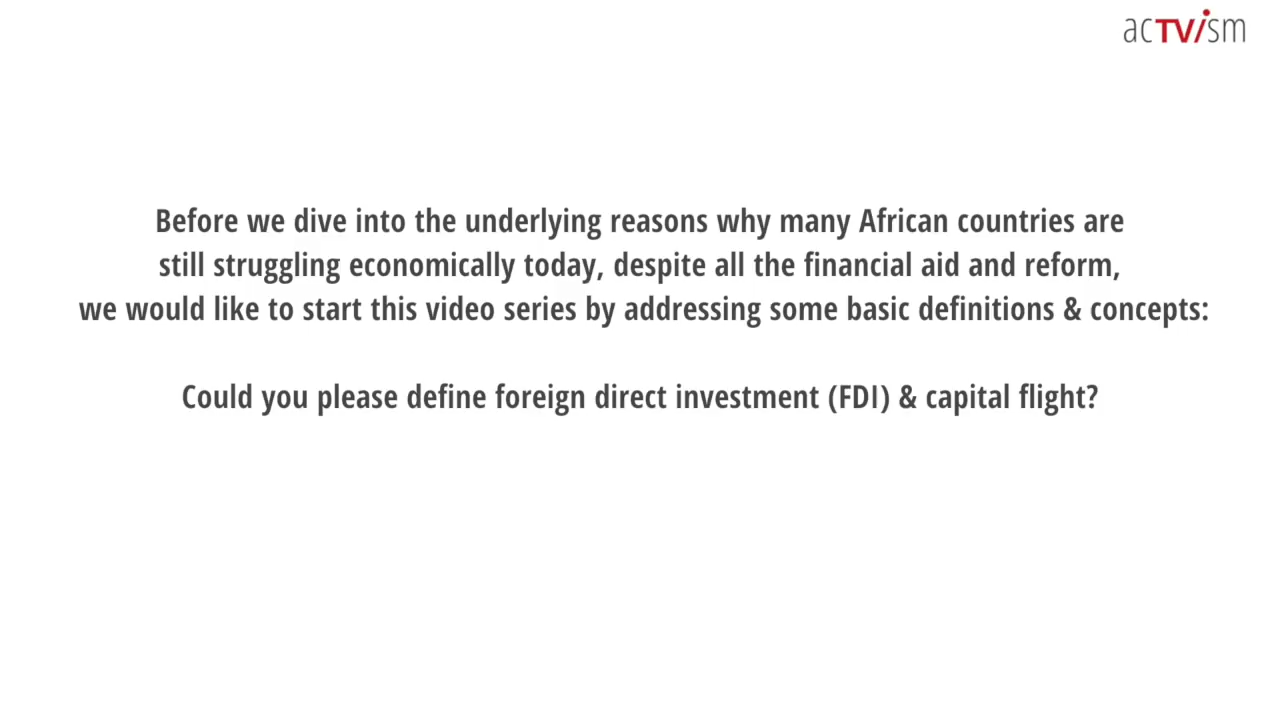 acTVism
Before we dive into the underlying reasons why many African countries are
still struggling economically today, despite all the financial aid and reform,
we would like to start this video series by addressing some basic definitions & concepts:
Could you please define foreign direct investment (FDI) & capital flight?